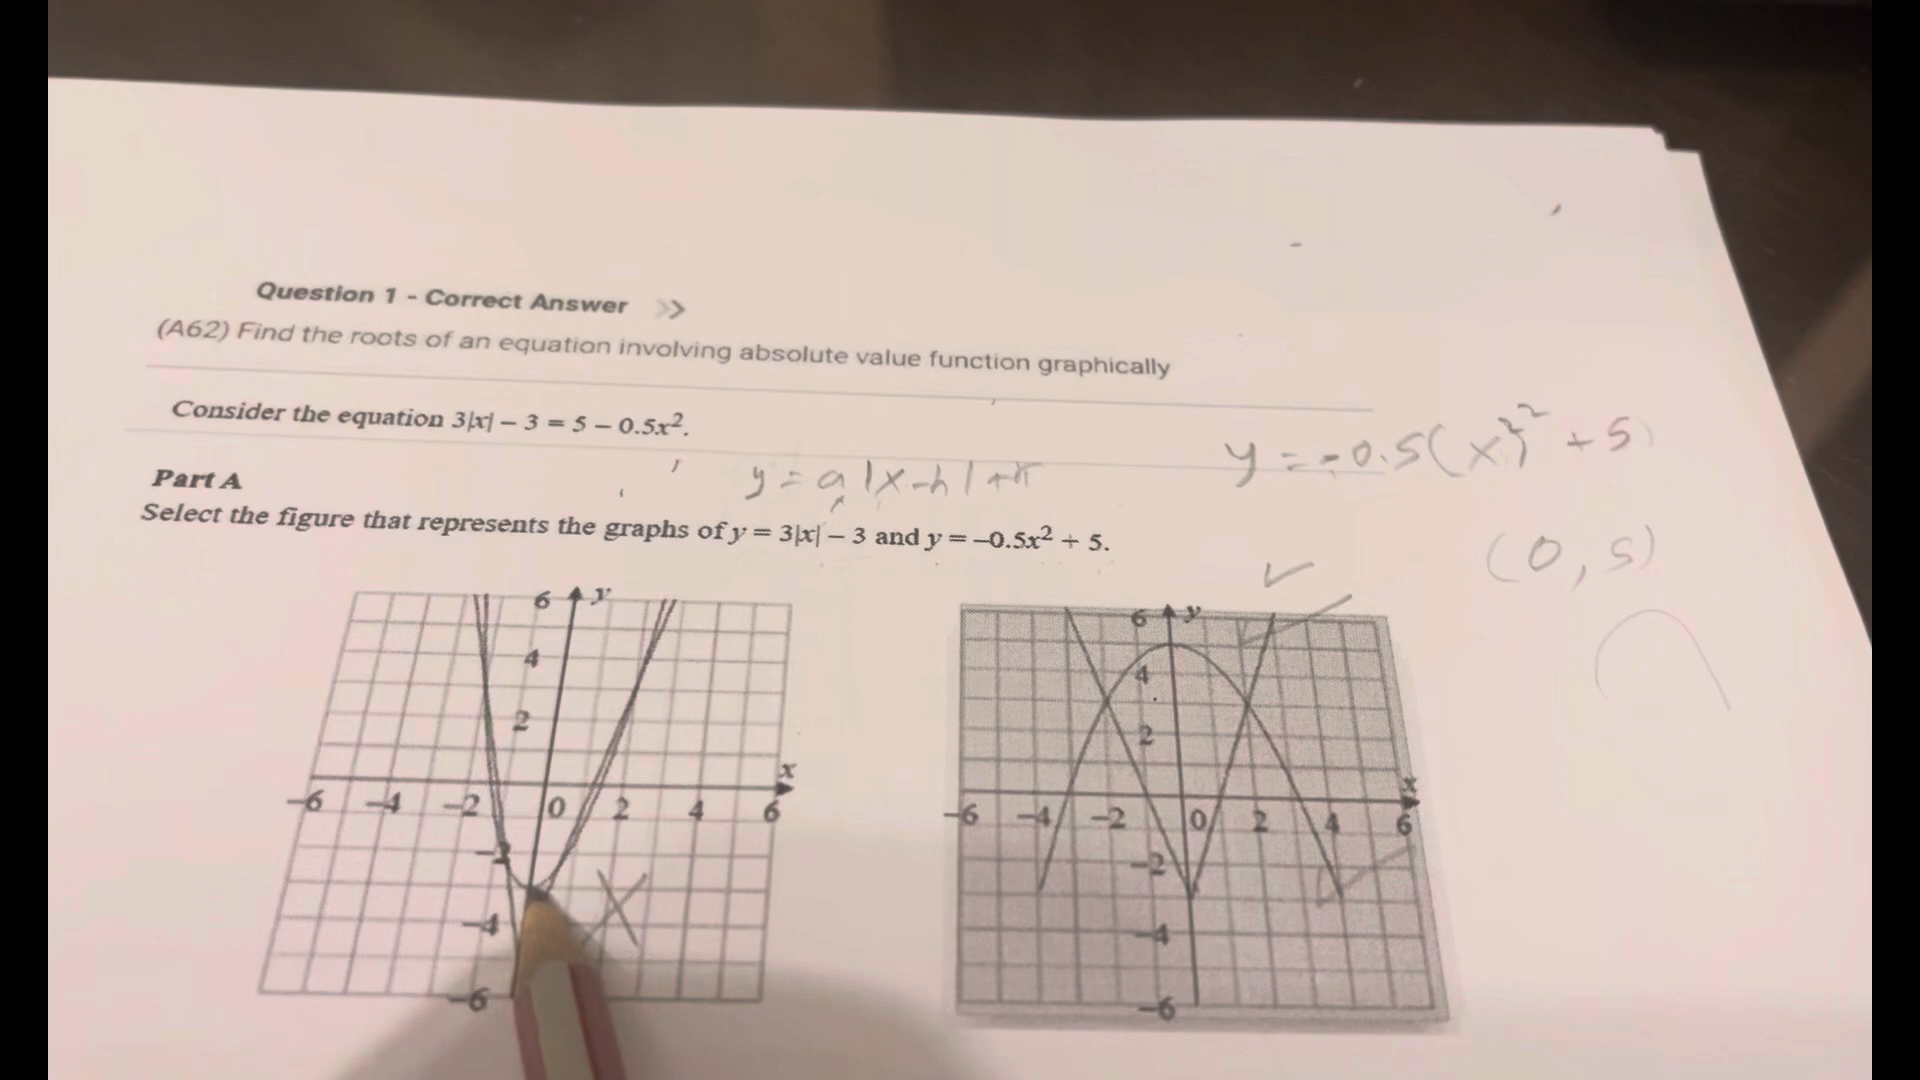 Question 1 - Correct Answer >>
(A62) Find the roots of an equation involving absolute value function graphically
Consider the equation 3|x| – 3 = 5 – 0.5x².
y = -0.5(x)² + 5
Part A
y = a|x-h|+k
Select the figure that represents the graphs of y = 3|x| – 3 and y = –0.5x² + 5.
(0, 5)
6 y
4
2
x
–6 –4 –2 0 2 4 6
–2
–4
–6
6 y
4
2
x
–6 –4 –2 0 2 4 6
–2
–4
–6